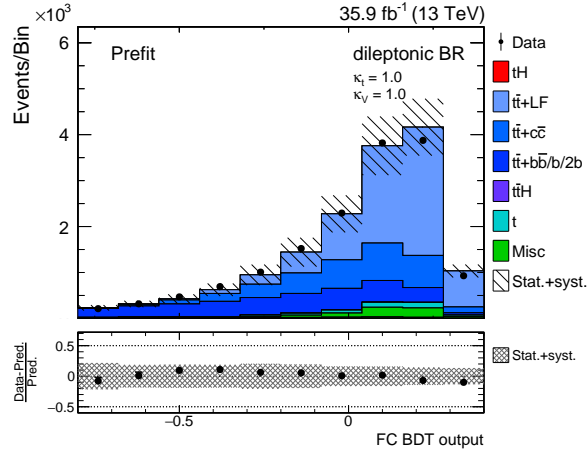 ×10³ 35.9 fb⁻¹ (13 TeV)
Events/Bin
6
4
2
Prefit
dileptonic BR
κt = 1.0
κV = 1.0
Data
tH
tt̄+LF
tt̄+cc̄
tt̄+bb̄/b/2b
tt̄H
t
Misc
Stat.+syst.
Data-Pred.
Pred.
0.5
0
−0.5
Stat.+syst.
−0.5 0
FC BDT output